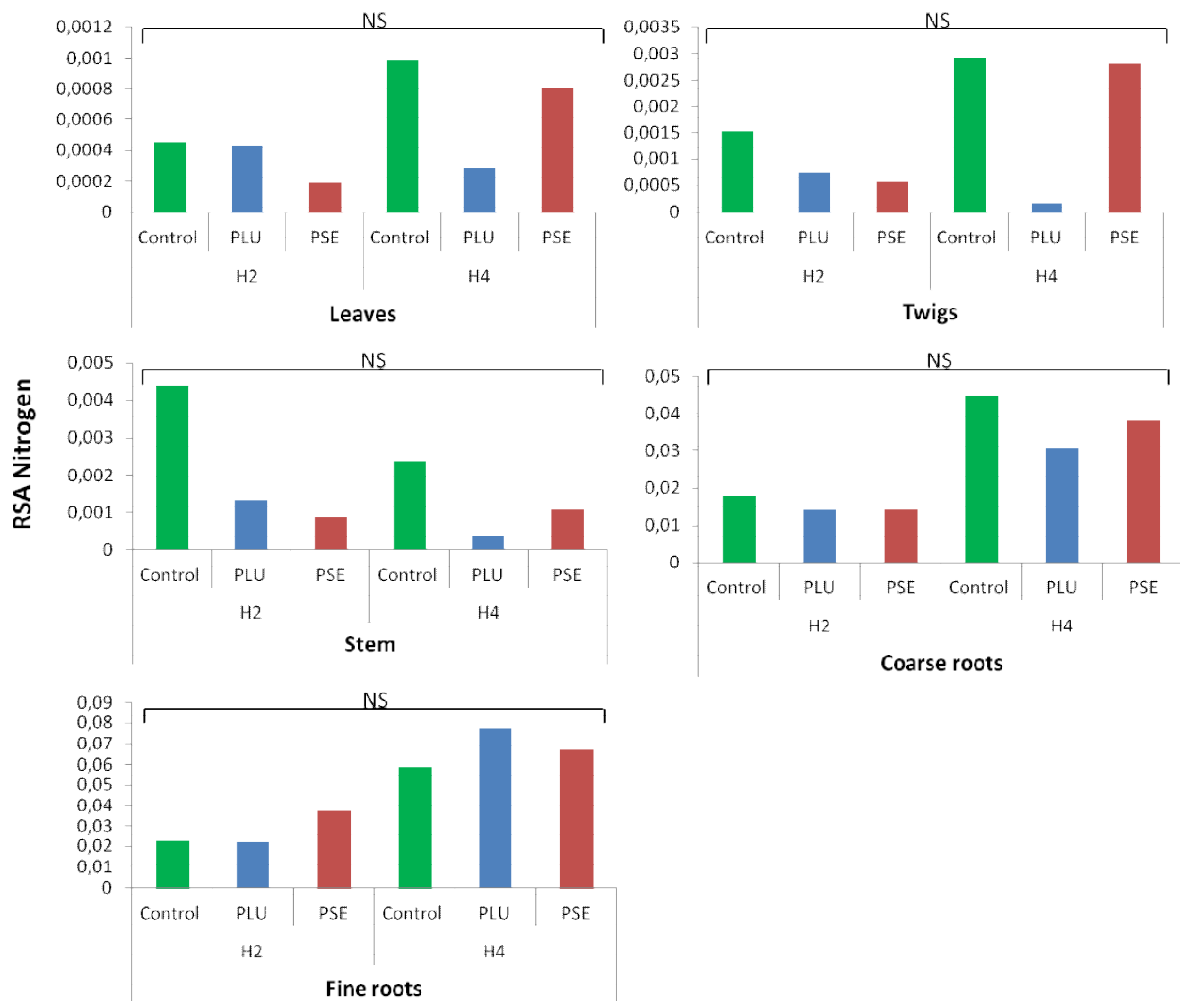 NS
0,0012
0,001
0,0008
0,0006
0,0004
0,0002
0
Control PLU PSE Control PLU PSE
H2 H4
Leaves
NS
0,0035
0,003
0,0025
0,002
0,0015
0,001
0,0005
0
Control PLU PSE Control PLU PSE
H2 H4
Twigs
RSA Nitrogen
NS
0,005
0,004
0,003
0,002
0,001
0
Control PLU PSE Control PLU PSE
H2 H4
Stem
NS
0,05
0,04
0,03
0,02
0,01
0
Control PLU PSE Control PLU PSE
H2 H4
Coarse roots
NS
0,09
0,08
0,07
0,06
0,05
0,04
0,03
0,02
0,01
0
Control PLU PSE Control PLU PSE
H2 H4
Fine roots